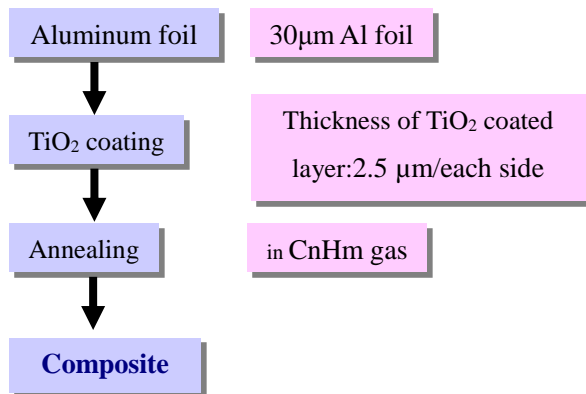 Aluminum foil
30μm Al foil
TiO₂ coating
Thickness of TiO₂ coated
layer:2.5 μm/each side
Annealing
in CnHm gas
Composite